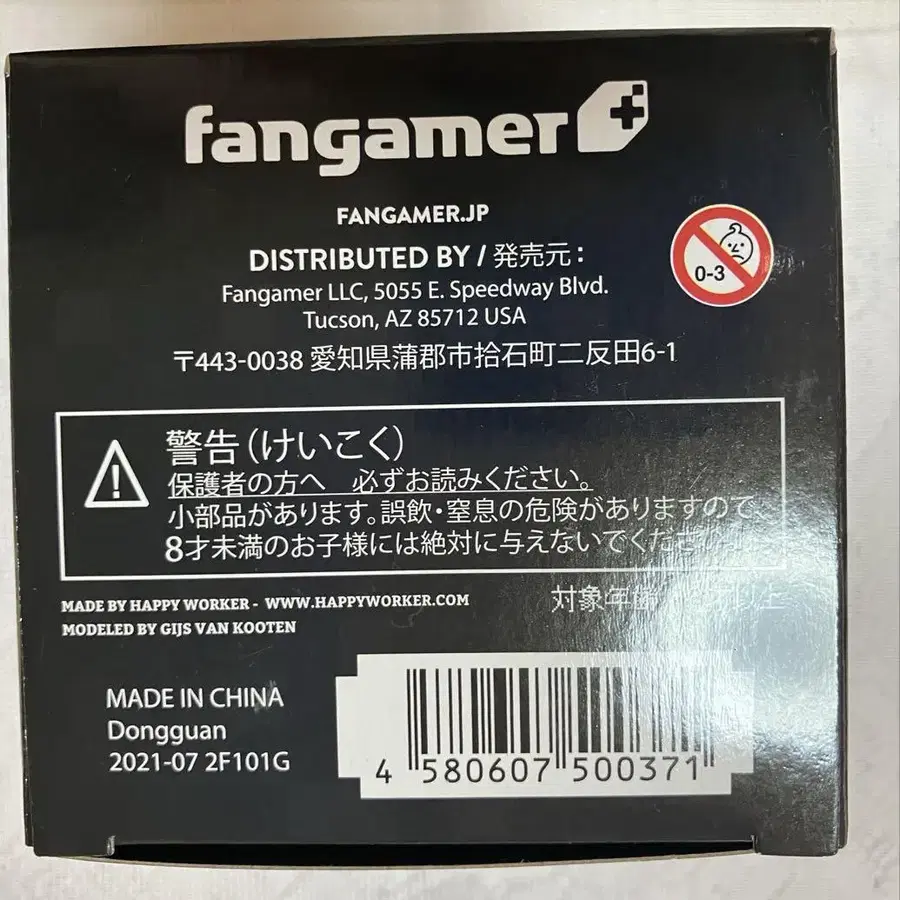 fangamer
FANGAMER.JP
DISTRIBUTED BY / 発売元：
Fangamer LLC, 5055 E. Speedway Blvd.
Tucson, AZ 85712 USA
〒443-0038 愛知県蒲郡市拾石町二反田6-1
0-3
警告（けいこく）
保護者の方へ 必ずお読みください。
小部品があります。誤飲・窒息の危険がありますので、
8才未満のお子様には絶対に与えないでください。
MADE BY HAPPY WORKER - WWW.HAPPYWORKER.COM
対象年齢
MODELED BY GIJS VAN KOOTEN
MADE IN CHINA
Dongguan
2021-07 2F101G
4 580607 500371